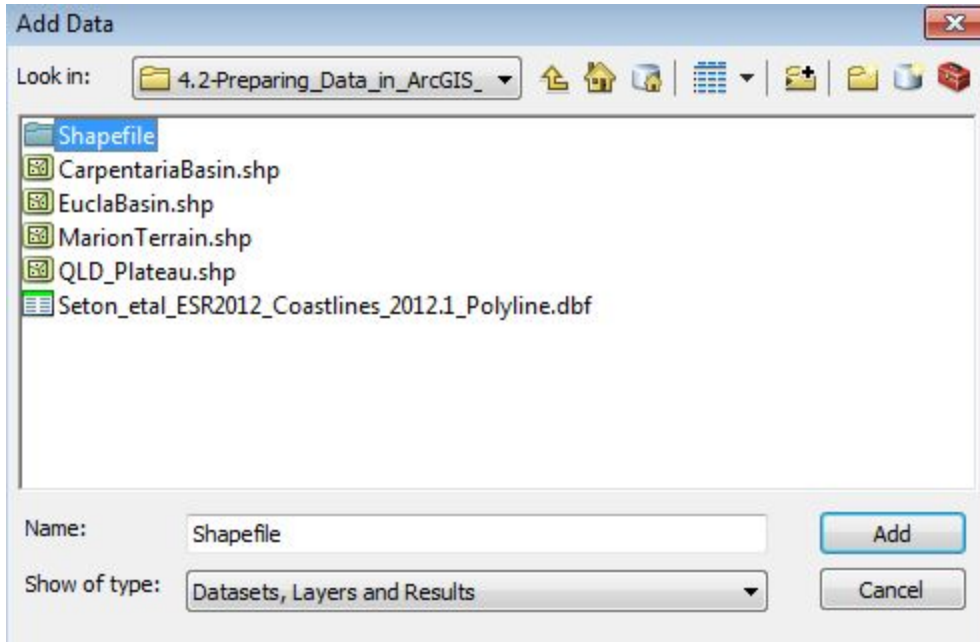 Add Data
Look in: 4.2-Preparing_Data_in_ArcGIS_
Shapefile
CarpentariaBasin.shp
EuclaBasin.shp
MarionTerrain.shp
QLD_Plateau.shp
Seton_etal_ESR2012_Coastlines_2012.1_Polyline.dbf
Name: Shapefile Add
Show of type: Datasets, Layers and Results Cancel